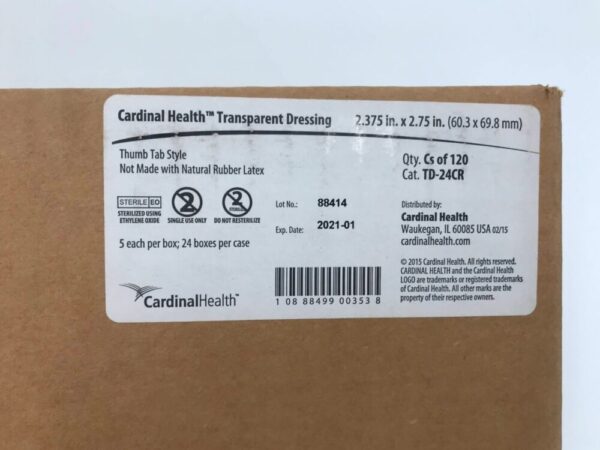 Cardinal Health™ Transparent Dressing
2.375 in. x 2.75 in. (60.3 x 69.8 mm)
Thumb Tab Style
Not Made with Natural Rubber Latex
Qty. Cs of 120
Cat. TD-24CR
STERILE EO
STERILIZED USING
ETHYLENE OXIDE
2
SINGLE USE ONLY
2
STERILIZE
DO NOT RESTERILIZE
Lot No.: 88414
Exp. Date: 2021-01
Distributed by:
Cardinal Health
Waukegan, IL 60085 USA 02/15
cardinalhealth.com
5 each per box; 24 boxes per case
CardinalHealth™
1 08 88499 00353 8
© 2015 Cardinal Health. All rights reserved.
CARDINAL HEALTH and the Cardinal Health
LOGO are trademarks or registered trademarks
of Cardinal Health. All other marks are the
property of their respective owners.